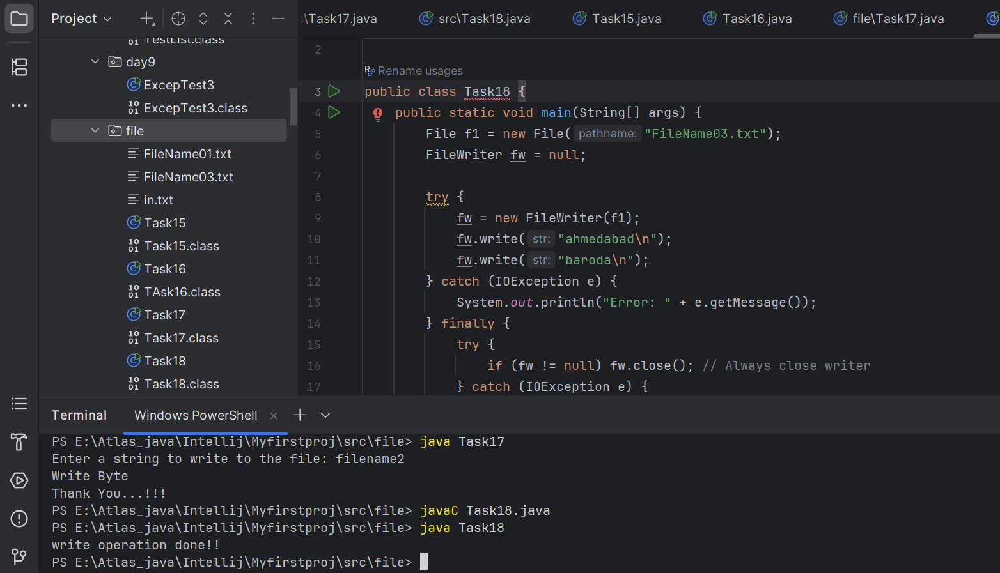 Project
\Task17.java
src\Task18.java
Task15.java
Task16.java
file\Task17.java
TestList.class
day9
ExcepTest3
ExcepTest3.class
file
FileName01.txt
FileName03.txt
in.txt
Task15
Task15.class
Task16
TAsk16.class
Task17
Task17.class
Task18
Task18.class
2
Rename usages
3 public class Task18 {
4 public static void main(String[] args) {
5 File f1 = new File( pathname: "FileName03.txt");
6 FileWriter fw = null;
7
8 try {
9 fw = new FileWriter(f1);
10 fw.write( str: "ahmedabad\n");
11 fw.write( str: "baroda\n");
12 } catch (IOException e) {
13 System.out.println("Error: " + e.getMessage());
14 } finally {
15 try {
16 if (fw != null) fw.close(); // Always close writer
17 } catch (IOException e) {
Terminal
Windows PowerShell
PS E:\Atlas_java\Intellij\Myfirstproj\src\file> java Task17
Enter a string to write to the file: filename2
Write Byte
Thank You...!!!
PS E:\Atlas_java\Intellij\Myfirstproj\src\file> javaC Task18.java
PS E:\Atlas_java\Intellij\Myfirstproj\src\file> java Task18
write operation done!!
PS E:\Atlas_java\Intellij\Myfirstproj\src\file>